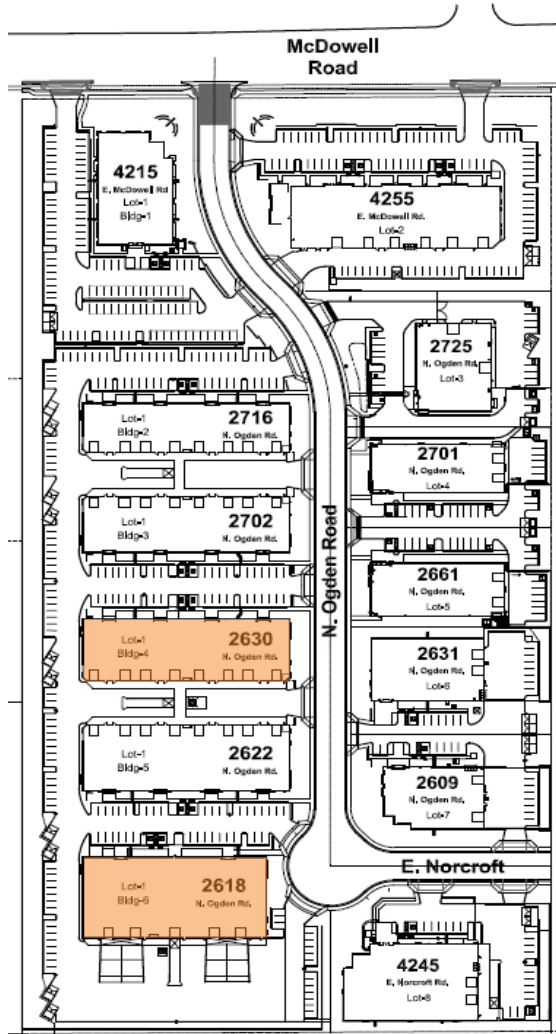 McDowell
Road
4215
E. McDowell Rd
Lot-1
Bldg-1
4255
E. McDowell Rd.
Lot-2
2725
N. Ogden Rd.
Lot-3
Lot-1
Bldg-2
2716
N. Ogden Rd.
2701
N. Ogden Rd.
Lot-4
Lot-1
Bldg-3
2702
N. Ogden Rd.
N. Ogden Road
2661
N. Ogden Rd.
Lot-5
Lot-1
Bldg-4
2630
N. Ogden Rd.
2631
N. Ogden Rd.
Lot-6
Lot-1
Bldg-5
2622
N. Ogden Rd.
2609
N. Ogden Rd.
Lot-7
E. Norcroft
Lot-1
Bldg-6
2618
N. Ogden Rd.
4245
E. Norcroft Rd
Lot-8